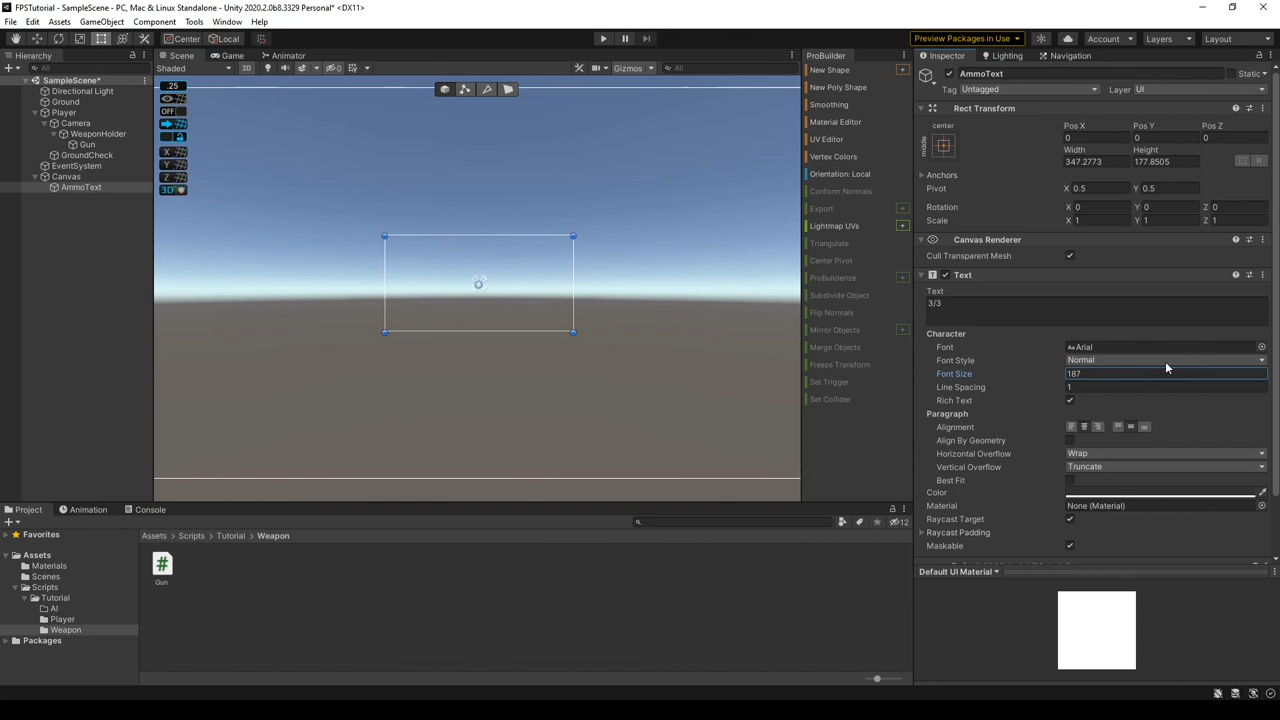 FPSTutorial - SampleScene - PC, Mac & Linux Standalone - Unity 2020.2.0b8.3329 Personal* <DX11>
File Edit Assets GameObject Component Tools Window Help
Center Local Preview Packages in Use Account Layers Layout
Hierarchy
All
SampleScene*
Directional Light
Ground
Player
Camera
WeaponHolder
Gun
GroundCheck
EventSystem
Canvas
AmmoText
Scene Game Animator
Shaded 2D 0 Gizmos All
.25
OFF
X
Y
Z
3D
ProBuilder
New Shape
New Poly Shape
Smoothing
Material Editor
UV Editor
Vertex Colors
Orientation: Local
Conform Normals
Export
Lightmap UVs
Triangulate
Center Pivot
ProBuilderize
Subdivide Object
Flip Normals
Mirror Objects
Merge Objects
Freeze Transform
Set Trigger
Set Collider
Inspector Lighting Navigation
AmmoText Static
Tag Untagged Layer UI
Rect Transform
center
middle
Pos X Pos Y Pos Z
0 0 0
Width Height
347.2773 177.8505
R
Anchors
Pivot X 0.5 Y 0.5
Rotation X 0 Y 0 Z 0
Scale X 1 Y 1 Z 1
Canvas Renderer
Cull Transparent Mesh
T Text
Text
3/3
Character
Font Aa Arial
Font Style Normal
Font Size 187
Line Spacing 1
Rich Text
Paragraph
Alignment
Align By Geometry
Horizontal Overflow Wrap
Vertical Overflow Truncate
Best Fit
Color
Material None (Material)
Raycast Target
Raycast Padding
Maskable
Default UI Material
Project Animation Console
12
Favorites
Assets
Materials
Scenes
Scripts
Tutorial
AI
Player
Weapon
Packages
Assets > Scripts > Tutorial > Weapon
#
Gun